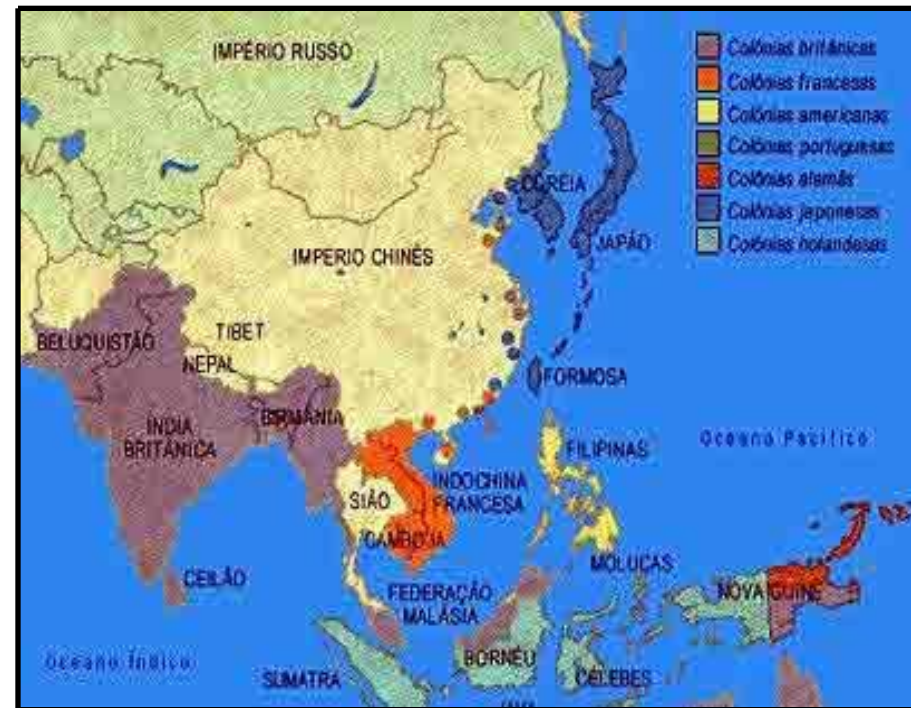 IMPÉRIO RUSSO
Colônias britânicas
Colônias francesas
Colônias americanas
Colônias portuguesas
Colônias alemãs
Colônias japonesas
Colônias holandesas
CORÉIA
JAPÃO
IMPERIO CHINÊS
TIBET
BELUQUISTÃO
NEPAL
FORMOSA
BIRMÂNIA
ÍNDIA
BRITÂNICA
FILIPINAS
Oceano Pacífico
INDOCHINA
FRANCESA
SIÃO
CAMBOJA
MOLUCAS
CEILÃO
FEDERAÇÃO
MALÁSIA
NOVA GUINÉ
Oceano Índico
BORNÉU
SUMATRA
CÉLEBES